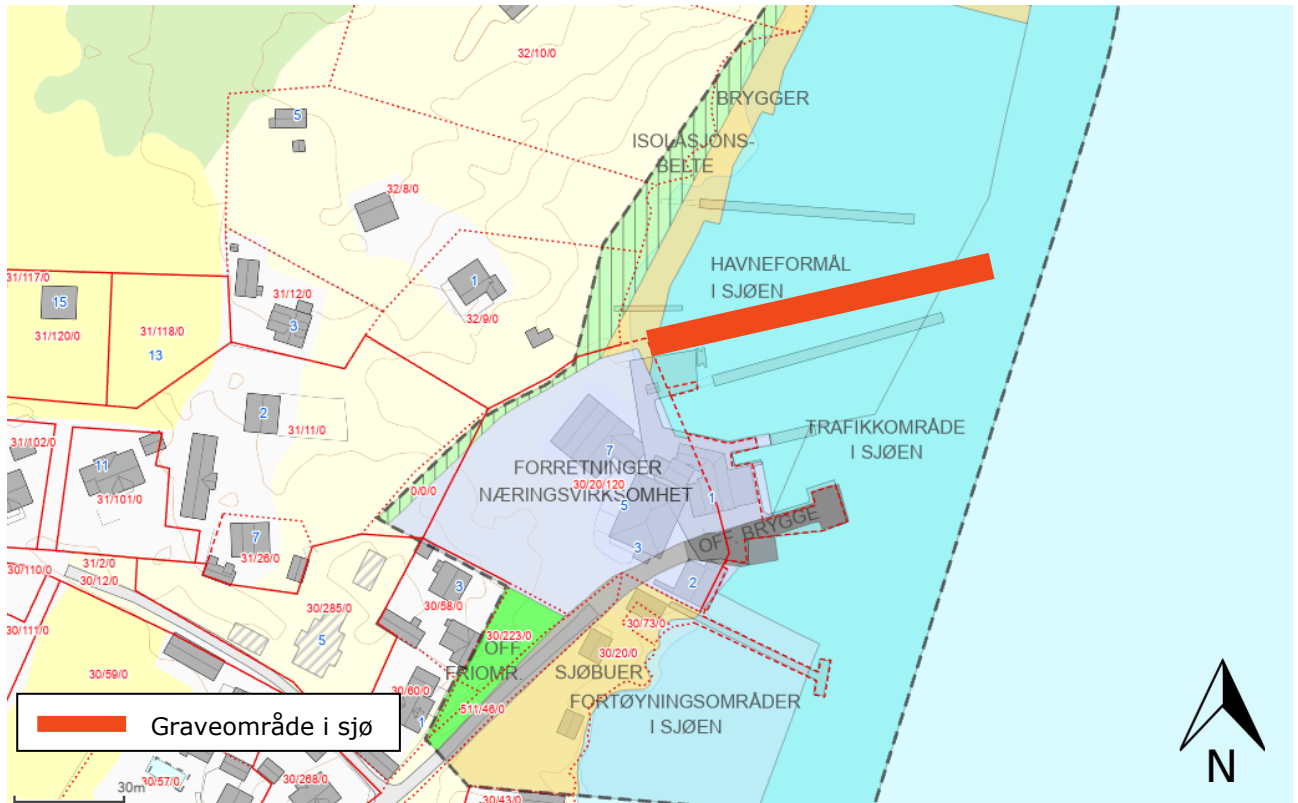 32/10/0
BRYGGER
5
ISOLASJONS-
BELTE
32/8/0
HAVNEFORMÅL
I SJØEN
31/117/0
15
31/120/0
31/118/0
13
31/12/0
3
1
32/9/0
2
31/11/0
31/102/0
11
31/101/0
TRAFIKKOMRÅDE
I SJØEN
7
FORRETNINGER
30/20/120
NÆRINGSVIRKSOMHET
0/0/0
5
1
3
OFF. BRYGGE
2
7
31/26/0
31/2/0
30/12/0
30/110/0
30/111/0
30/285/0
5
3
30/58/0
30/223/0
OFF.
FRIOMR.
30/73/0
30/20/0
SJØBUER
FORTØYNINGSOMRÅDER
I SJØEN
30/59/0
30/60/0
1
511/46/0
Graveområde i sjø
30/57/0
30/268/0
30/43/0
30m
N